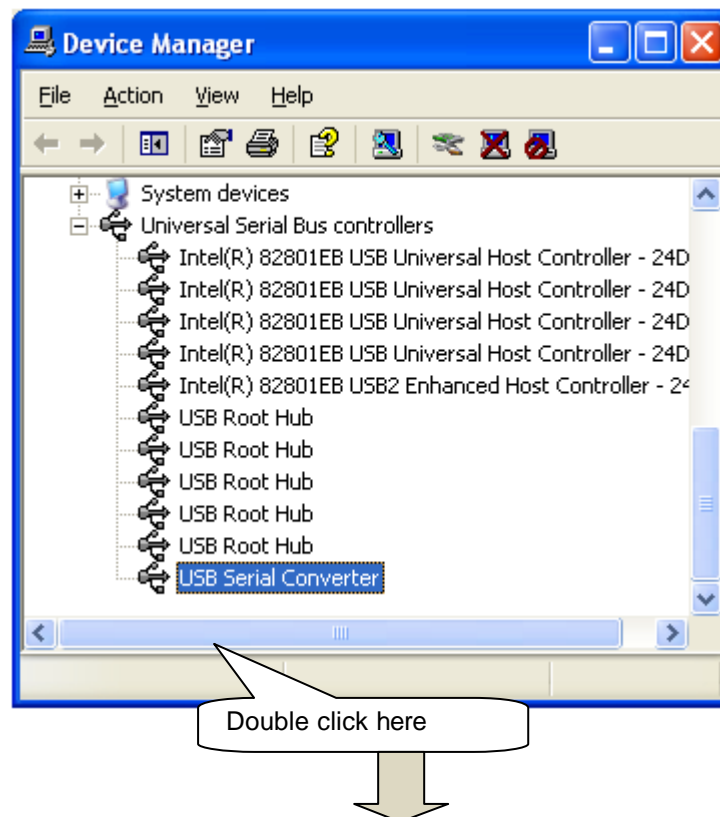 Device Manager
File Action View Help
System devices
Universal Serial Bus controllers
Intel(R) 82801EB USB Universal Host Controller - 24D
Intel(R) 82801EB USB Universal Host Controller - 24D
Intel(R) 82801EB USB Universal Host Controller - 24D
Intel(R) 82801EB USB Universal Host Controller - 24D
Intel(R) 82801EB USB2 Enhanced Host Controller - 24
USB Root Hub
USB Root Hub
USB Root Hub
USB Root Hub
USB Root Hub
USB Serial Converter
Double click here